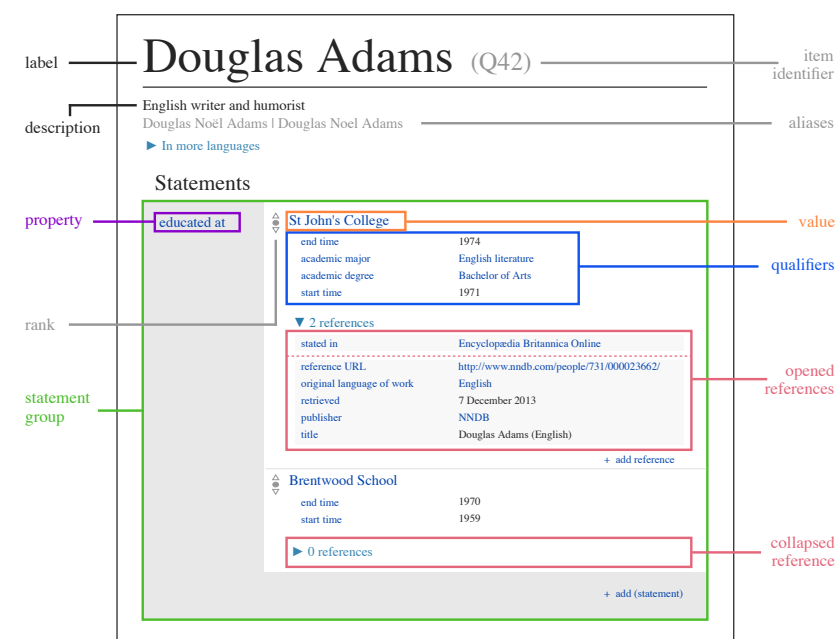 label
Douglas Adams (Q42)
item
identifier
description
English writer and humorist
Douglas Noël Adams | Douglas Noel Adams
aliases
► In more languages
Statements
property
educated at
St John's College
value
end time 1974
academic major English literature
academic degree Bachelor of Arts
start time 1971
qualifiers
rank
▼ 2 references
stated in Encyclopædia Britannica Online
reference URL http://www.nndb.com/people/731/000023662/
original language of work English
retrieved 7 December 2013
publisher NNDB
title Douglas Adams (English)
opened
references
statement
group
+ add reference
Brentwood School
end time 1970
start time 1959
► 0 references
collapsed
reference
+ add (statement)